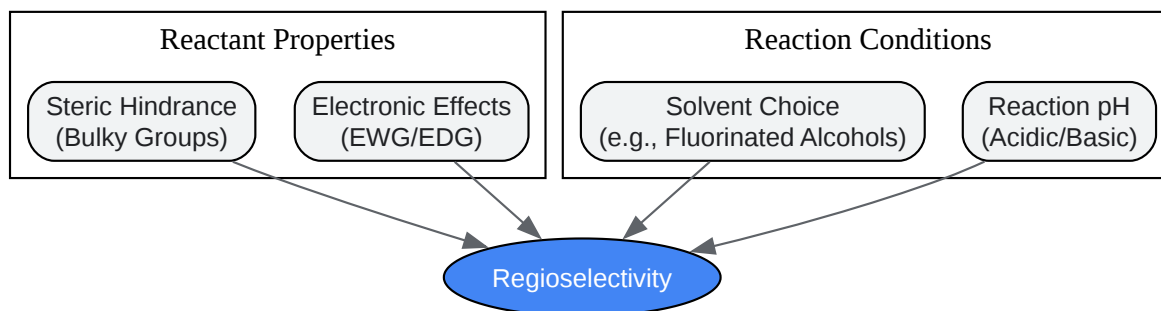 Reactant Properties
Steric Hindrance
(Bulky Groups)
Electronic Effects
(EWG/EDG)
Reaction Conditions
Solvent Choice
(e.g., Fluorinated Alcohols)
Reaction pH
(Acidic/Basic)
Regioselectivity